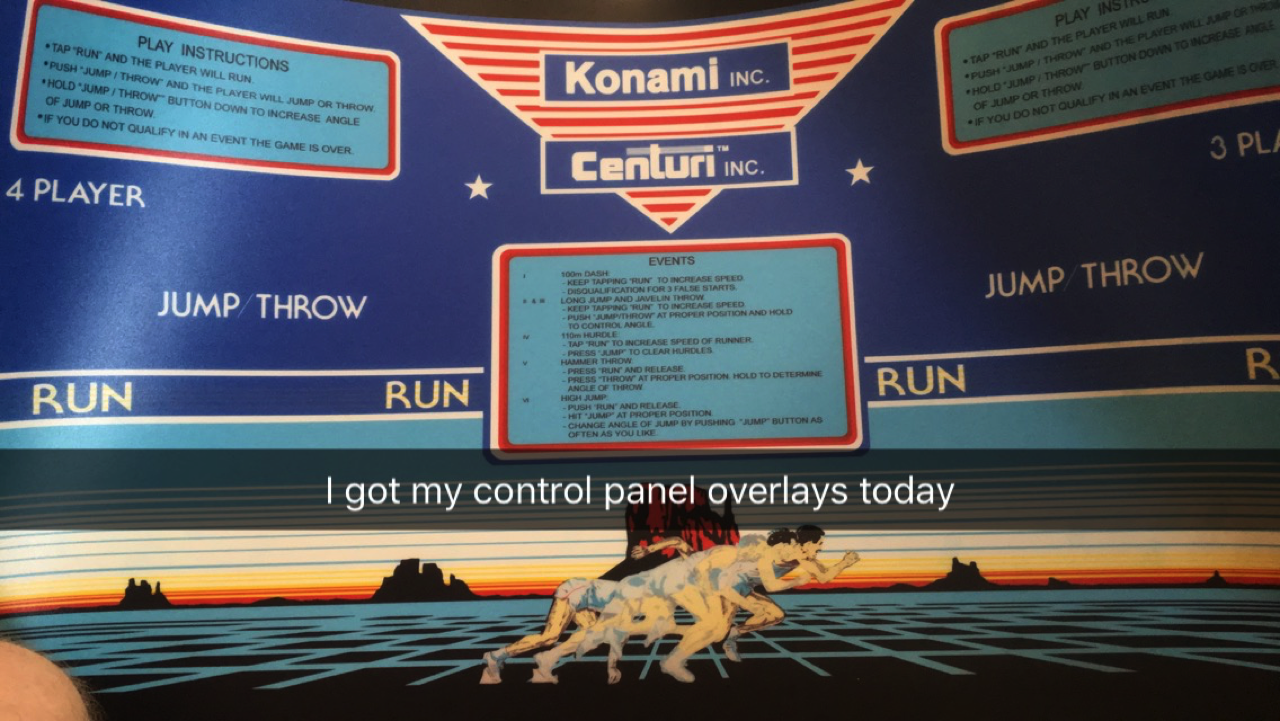 PLAY INSTRUCTIONS
•TAP "RUN" AND THE PLAYER WILL RUN.
•PUSH "JUMP / THROW" AND THE PLAYER WILL JUMP OR THROW.
•HOLD "JUMP / THROW" BUTTON DOWN TO INCREASE ANGLE
OF JUMP OR THROW.
•IF YOU DO NOT QUALIFY IN AN EVENT THE GAME IS OVER.
4 PLAYER
JUMP/THROW
RUN
RUN
Konami INC.
Centuri™ INC.
EVENTS
I 100m DASH:
- KEEP TAPPING "RUN" TO INCREASE SPEED.
- DISQUALIFICATION FOR 3 FALSE STARTS.
II & III LONG JUMP AND JAVELIN THROW:
- KEEP TAPPING "RUN" TO INCREASE SPEED.
- PUSH "JUMP/THROW" AT PROPER POSITION AND HOLD
TO CONTROL ANGLE.
IV 110m HURDLE:
- TAP "RUN" TO INCREASE SPEED OF RUNNER.
- PRESS "JUMP" TO CLEAR HURDLES.
V HAMMER THROW:
- PRESS "RUN" AND RELEASE.
- PRESS "THROW" AT PROPER POSITION. HOLD TO DETERMINE
ANGLE OF THROW.
VI HIGH JUMP:
- PUSH "RUN" AND RELEASE.
- HIT "JUMP" AT PROPER POSITION.
- CHANGE ANGLE OF JUMP BY PUSHING "JUMP" BUTTON AS
OFTEN AS YOU LIKE.
PLAY
•TAP "RUN" AND THE PLAYER WILL RUN.
•PUSH "JUMP / THROW" AND THE PLAYER WILL JUMP OR
•HOLD "JUMP / THROW" BUTTON DOWN TO INCREASE ANGLE
OF JUMP OR THROW.
•IF YOU DO NOT QUALIFY IN AN EVENT THE GAME IS OVER
3
JUMP/THROW
RUN
I got my control panel overlays today